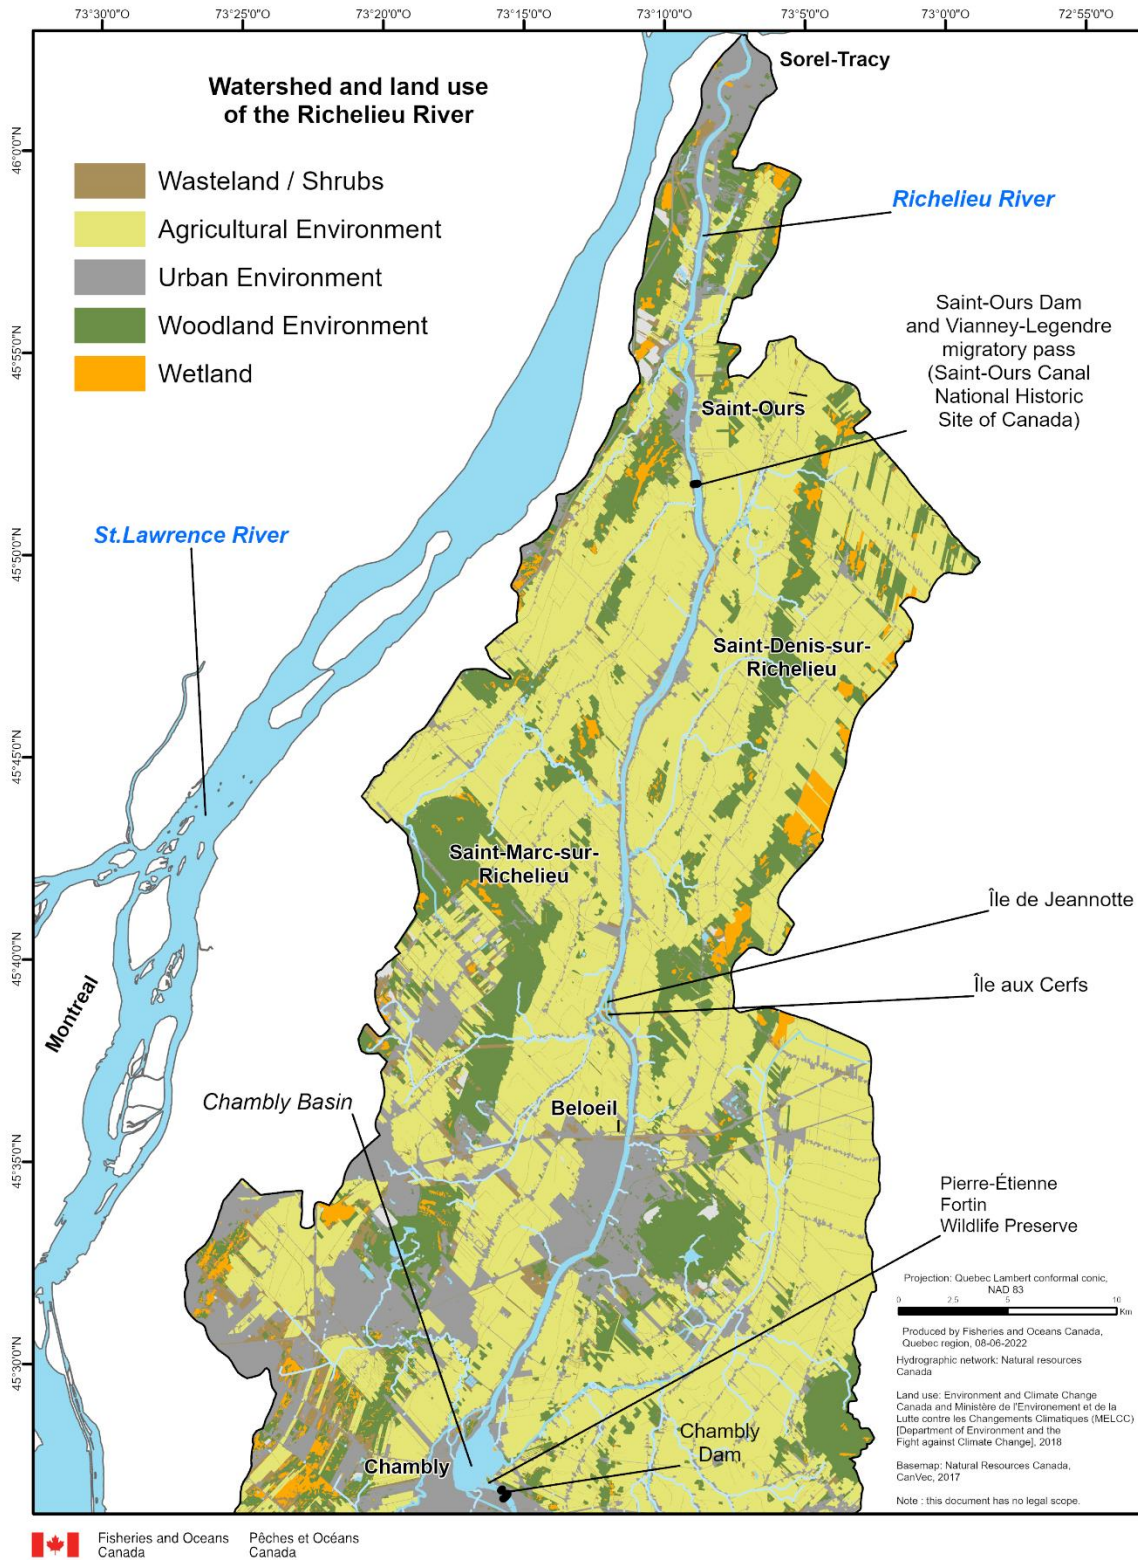 73°30'0"O
73°25'0"O
73°20'0"O
73°15'0"O
73°10'0"O
73°5'0"O
73°0'0"O
72°55'0"O
Watershed and land use
of the Richelieu River
Wasteland / Shrubs
Agricultural Environment
Urban Environment
Woodland Environment
Wetland
Sorel-Tracy
Richelieu River
Saint-Ours Dam
and Vianney-Legendre
migratory pass
(Saint-Ours Canal
National Historic
Site of Canada)
Saint-Ours
St.Lawrence River
Saint-Denis-sur-
Richelieu
Saint-Marc-sur-
Richelieu
Île de Jeannotte
Île aux Cerfs
Montreal
Chambly Basin
Beloeil
Pierre-Étienne
Fortin
Wildlife Preserve
Chambly
Chambly
Dam
46°0'0"N
45°55'0"N
45°50'0"N
45°45'0"N
45°40'0"N
45°35'0"N
45°30'0"N
Projection: Quebec Lambert conformal conic,
NAD 83
0 2.5 5 10
Km
Produced by Fisheries and Oceans Canada,
Quebec region, 08-06-2022
Hydrographic network: Natural resources
Canada
Land use: Environment and Climate Change
Canada and Ministère de l'Environement et de la
Lutte contre les Changements Climatiques (MELCC)
[Department of Environment and the
Fight against Climate Change], 2018
Basemap: Natural Resources Canada,
CanVec, 2017
Note : this document has no legal scope.
Fisheries and Oceans
Canada
Pêches et Océans
Canada